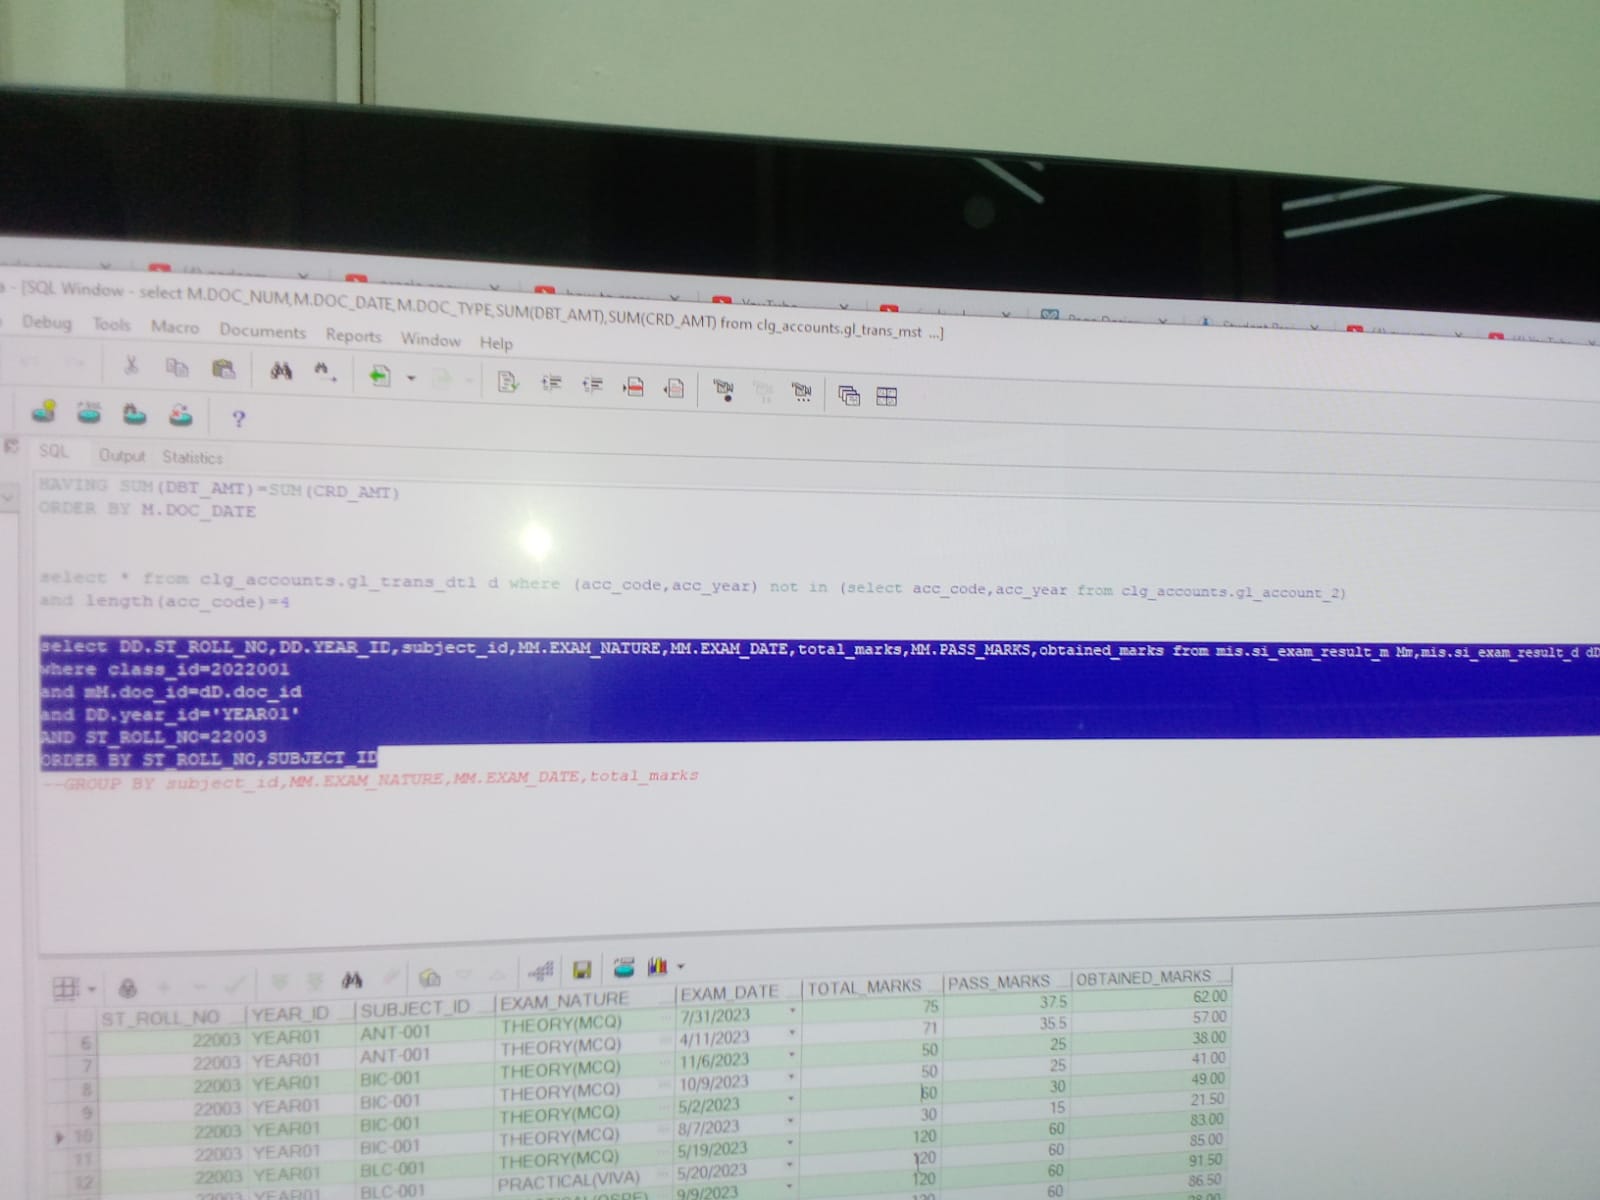 - [SQL Window - select M.DOC_NUM,M.DOC_DATE,M.DOC_TYPE,SUM(DBT_AMT),SUM(CRD_AMT) from clg_accounts.gl_trans_mst ...]
Debug Tools Macro Documents Reports Window Help
SQL Output Statistics
HAVING SUM(DBT_AMT)=SUM(CRD_AMT)
ORDER BY M.DOC_DATE
select * from clg_accounts.gl_trans_dtl d where (acc_code,acc_year) not in (select acc_code,acc_year from clg_accounts.gl_account_2)
and length(acc_code)=4
select DD.ST_ROLL_NO,DD.YEAR_ID,subject_id,MM.EXAM_NATURE,MM.EXAM_DATE,total_marks,MM.PASS_MARKS,obtained_marks from mis.si_exam_result_m Mm,mis.si_exam_result_d dD
where class_id=2022001
and mM.doc_id=dD.doc_id
and DD.year_id='YEAR01'
AND ST_ROLL_NO=22003
ORDER BY ST_ROLL_NO,SUBJECT_ID
--GROUP BY subject_id,MM.EXAM_NATURE,MM.EXAM_DATE,total_marks
ST_ROLL_NO YEAR_ID SUBJECT_ID EXAM_NATURE EXAM_DATE TOTAL_MARKS PASS_MARKS OBTAINED_MARKS
6 22003 YEAR01 ANT-001 THEORY(MCQ) 7/31/2023 75 37.5 62.00
7 22003 YEAR01 ANT-001 THEORY(MCQ) 4/11/2023 71 35.5 57.00
8 22003 YEAR01 BIC-001 THEORY(MCQ) 11/6/2023 50 25 38.00
9 22003 YEAR01 BIC-001 THEORY(MCQ) 10/9/2023 50 25 41.00
10 22003 YEAR01 BIC-001 THEORY(MCQ) 5/2/2023 60 30 49.00
11 22003 YEAR01 BIC-001 THEORY(MCQ) 8/7/2023 30 15 21.50
12 22003 YEAR01 BLC-001 THEORY(MCQ) 5/19/2023 120 60 83.00
22003 YEAR01 BLC-001 PRACTICAL(VIVA) 5/20/2023 120 60 85.00
9/9/2023 120 60 91.50
60 86.50